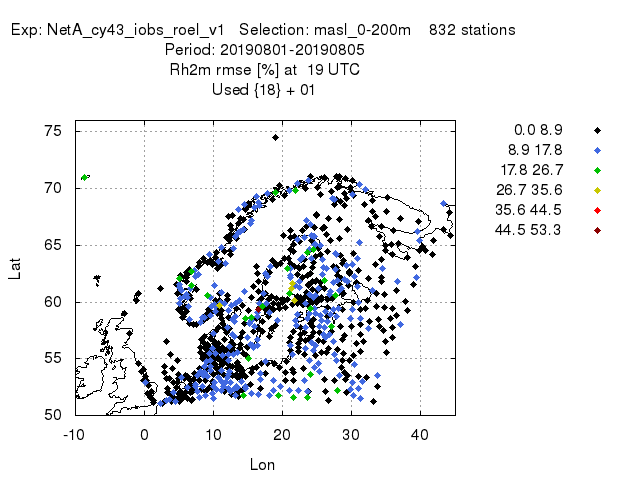 Exp: NetA_cy43_iobs_roel_v1   Selection: masl_0-200m    832 stations
Period: 20190801-20190805
Rh2m rmse [%] at  19 UTC
Used {18} + 01
0.0 8.9
8.9 17.8
17.8 26.7
26.7 35.6
35.6 44.5
44.5 53.3
75
70
65
60
55
50
Lat
-10 0 10 20 30 40
Lon